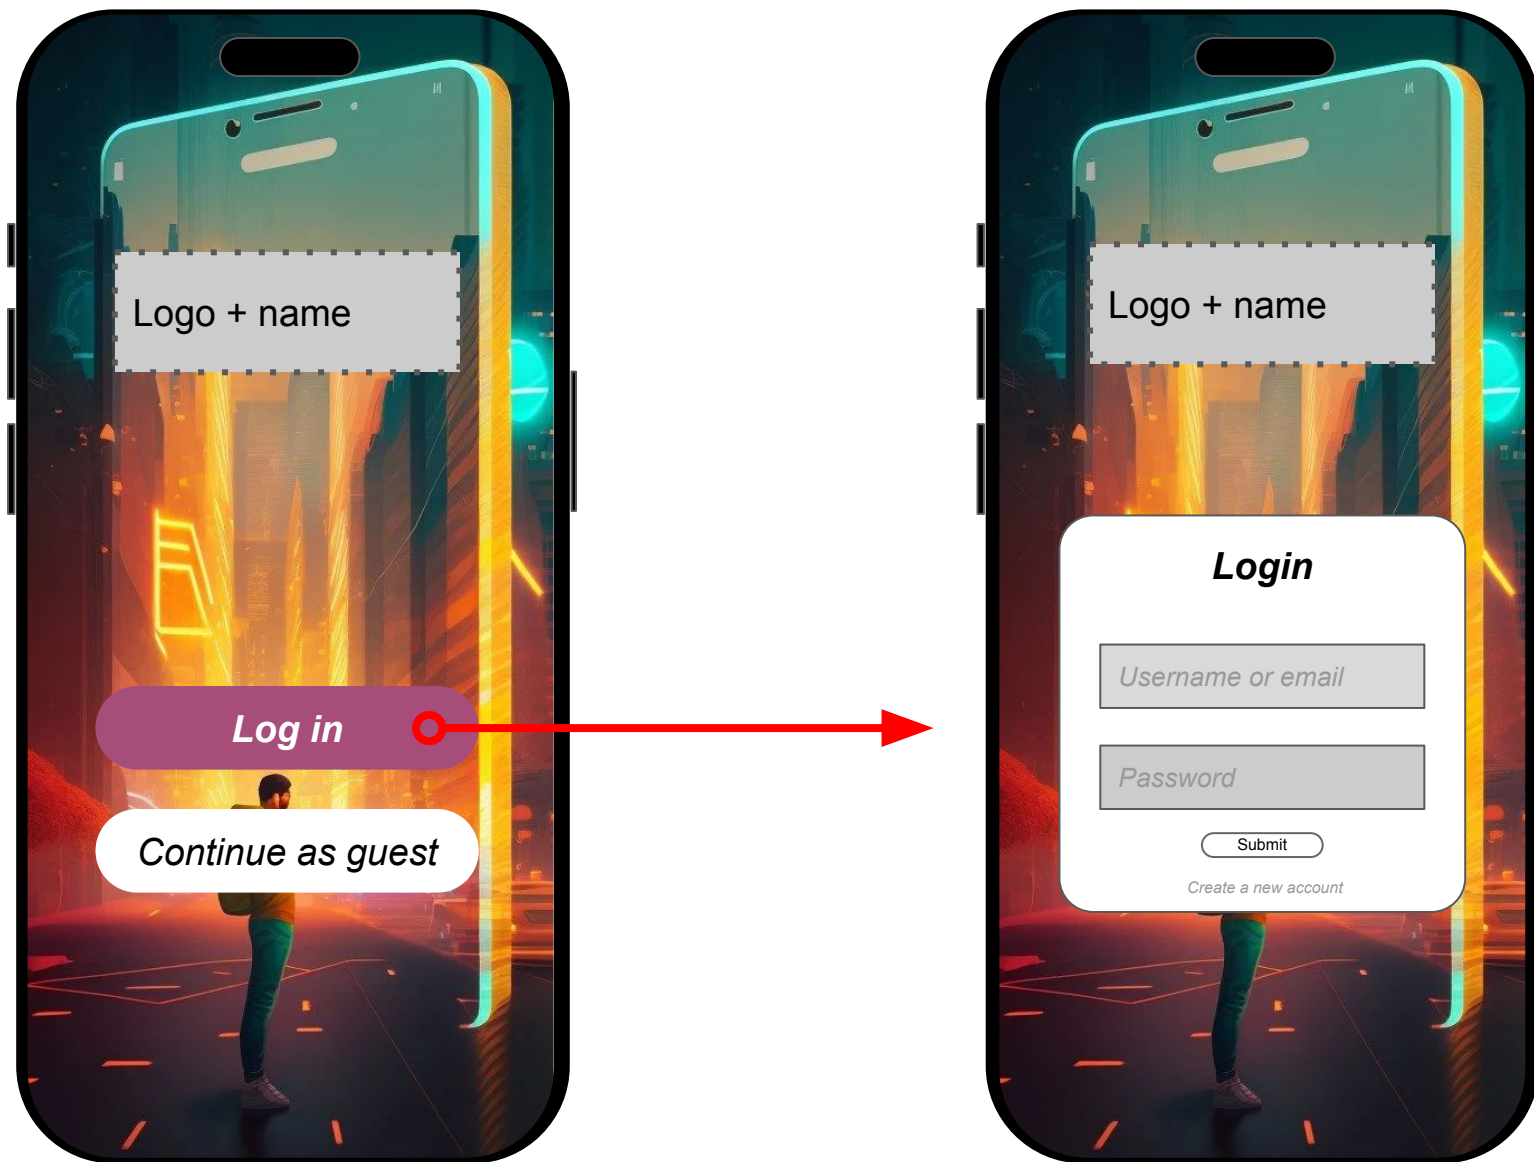 Logo + name
Log in
Continue as guest
Logo + name
Login
Username or email
Password
Submit
Create a new account